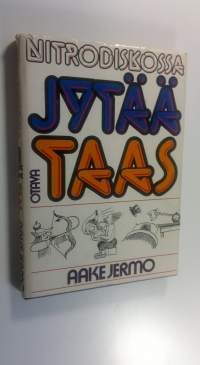 NITRODISKOSSA
JYTÄÄ
TAAS
OTAVA
AAKE JERMO